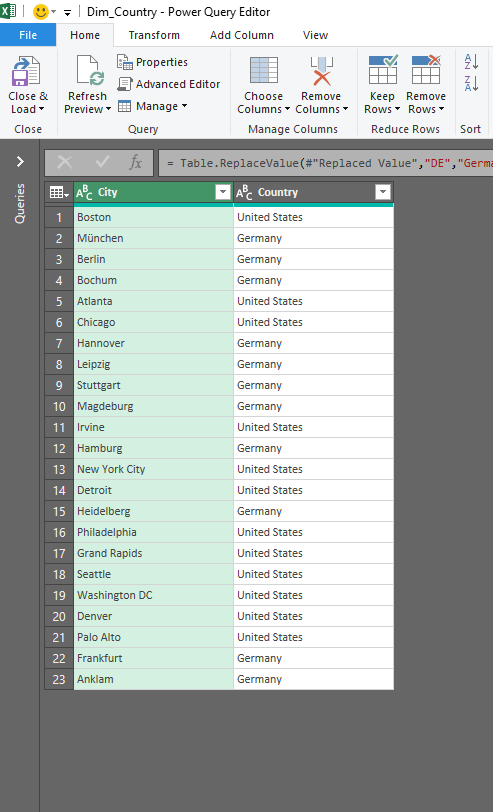 Dim_Country - Power Query Editor
File Home Transform Add Column View
Close & Load
Refresh Preview
Properties
Advanced Editor
Manage
Choose Columns
Remove Columns
Keep Rows
Remove Rows
A Z
Z A
Close Query Manage Columns Reduce Rows Sort
Queries
fx = Table.ReplaceValue(#"Replaced Value","DE","Germa
ABC City ABC Country
1 Boston United States
2 München Germany
3 Berlin Germany
4 Bochum Germany
5 Atlanta United States
6 Chicago United States
7 Hannover Germany
8 Leipzig Germany
9 Stuttgart Germany
10 Magdeburg Germany
11 Irvine United States
12 Hamburg Germany
13 New York City United States
14 Detroit United States
15 Heidelberg Germany
16 Philadelphia United States
17 Grand Rapids United States
18 Seattle United States
19 Washington DC United States
20 Denver United States
21 Palo Alto United States
22 Frankfurt Germany
23 Anklam Germany